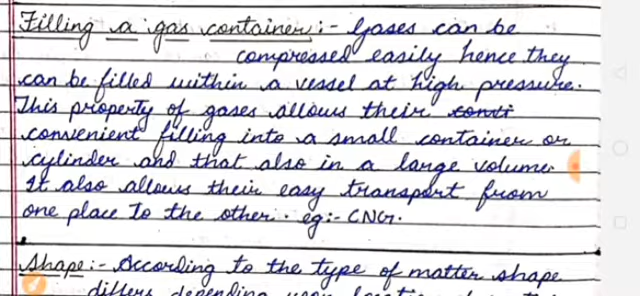 Filling a gas container :- Gases can be
compressed easily hence they
can be filled within a vessel at high pressure.
This property of gases allows their conti
convenient filling into a small container or
cylinder and that also in a large volume
It also allows their easy transport from
one place To the other. eg:- CNG.
Shape :- According to the type of matter shape
differs depending upon